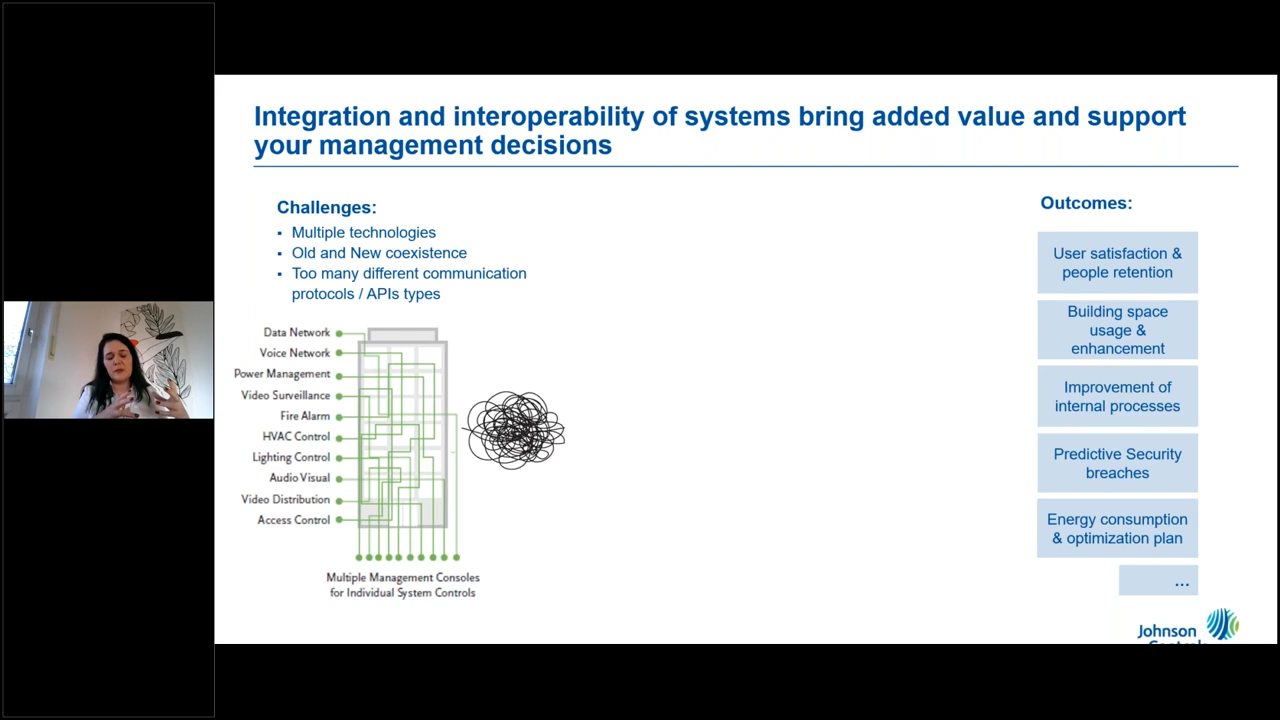 Integration and interoperability of systems bring added value and support
your management decisions
Challenges:
▪ Multiple technologies
▪ Old and New coexistence
▪ Too many different communication
protocols / APIs types
Data Network
Voice Network
Power Management
Video Surveillance
Fire Alarm
HVAC Control
Lighting Control
Audio Visual
Video Distribution
Access Control
Multiple Management Consoles
for Individual System Controls
Outcomes:
User satisfaction &
people retention
Building space
usage &
enhancement
Improvement of
internal processes
Predictive Security
breaches
Energy consumption
& optimization plan
...
Johnson